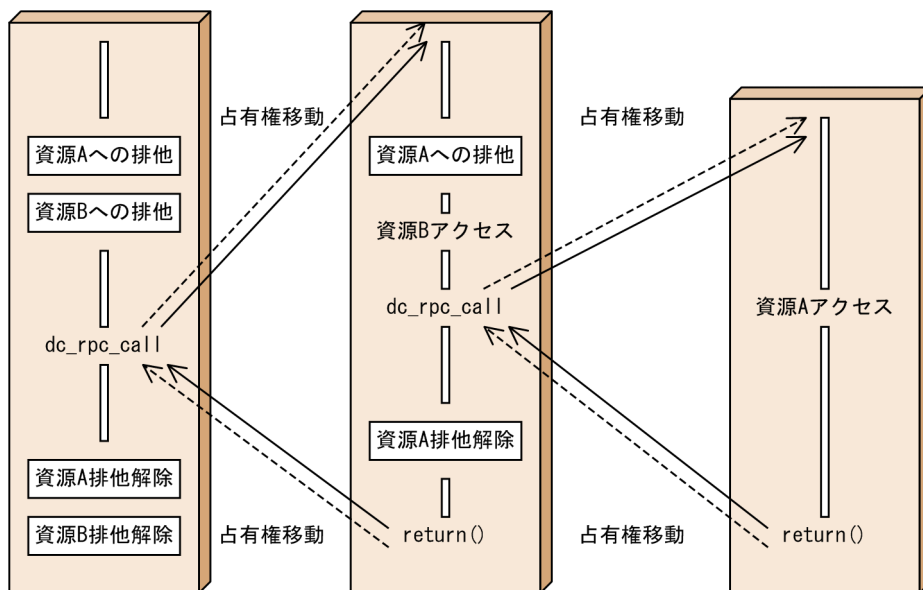 占有権移動
占有権移動
資源Aへの排他
資源Aへの排他
資源Bへの排他
資源Bアクセス
dc_rpc_call
資源Aアクセス
dc_rpc_call
資源A排他解除
資源A排他解除
資源B排他解除
占有権移動
return()
占有権移動
return()